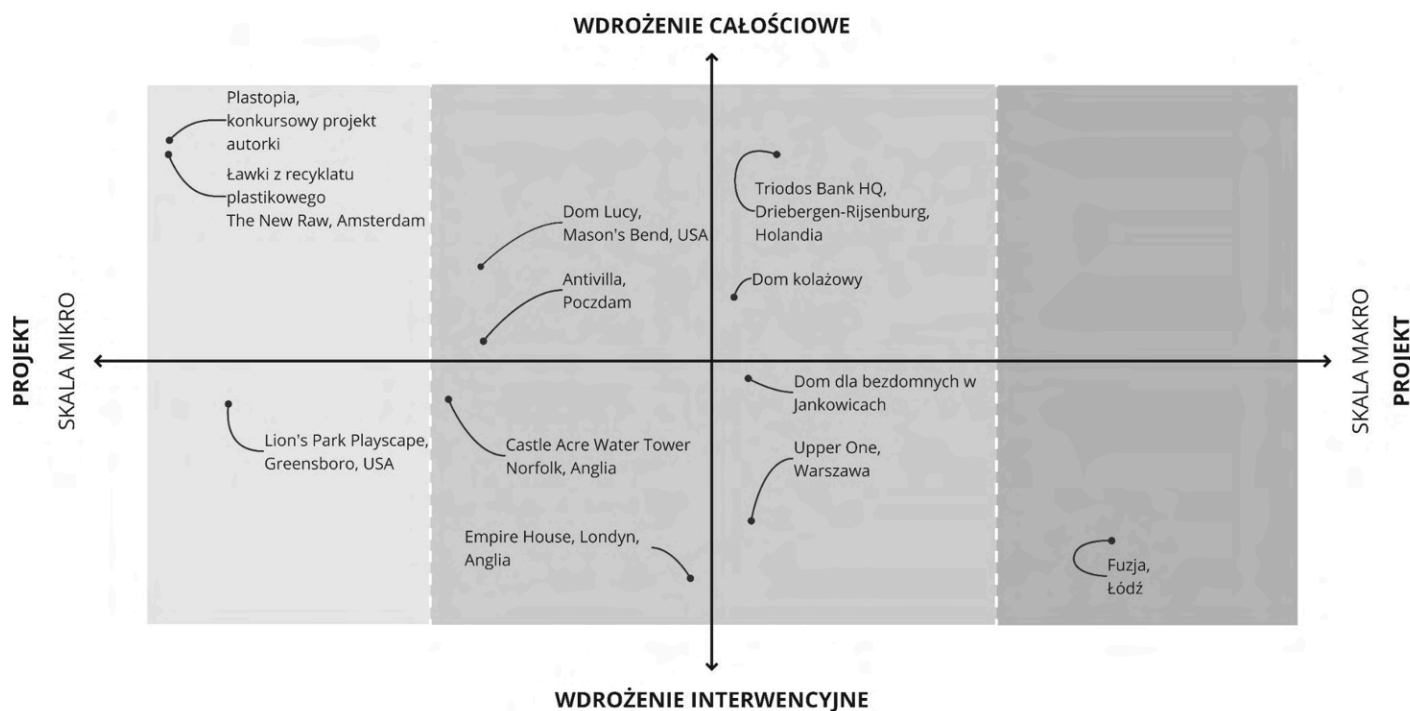 WDROŻENIE CAŁOŚCIOWE
Plastopia,
konkursowy projekt
autorki
Ławki z recyklatu
plastikowego
The New Raw, Amsterdam
Dom Lucy,
Mason's Bend, USA
Antivilla,
Poczdam
Triodos Bank HQ,
Driebergen-Rijsenburg,
Holandia
Dom kolażowy
PROJEKT
SKALA MIKRO
SKALA MAKRO
PROJEKT
Lion's Park Playscape,
Greensboro, USA
Castle Acre Water Tower
Norfolk, Anglia
Empire House, Londyn,
Anglia
Dom dla bezdomnych w
Jankowicach
Upper One,
Warszawa
Fuzja,
Łódź
WDROŻENIE INTERWENCYJNE